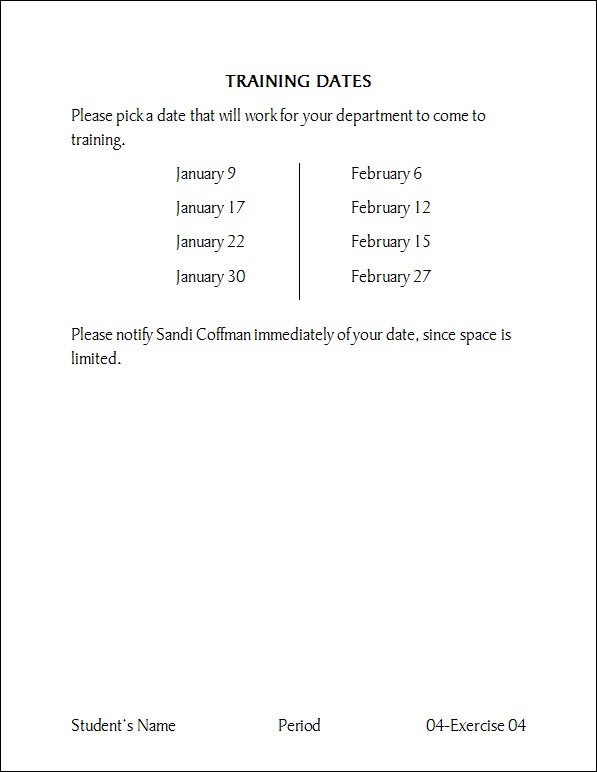 TRAINING DATES
Please pick a date that will work for your department to come to
training.
January 9
January 17
January 22
January 30
February 6
February 12
February 15
February 27
Please notify Sandi Coffman immediately of your date, since space is
limited.
Student's Name Period 04-Exercise 04